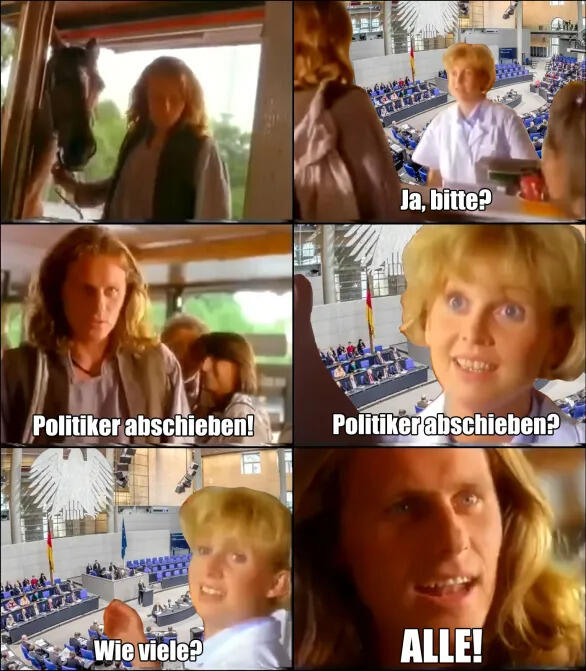 Ja, bitte?
Politiker abschieben!
Politiker abschieben?
Wie viele?
ALLE!